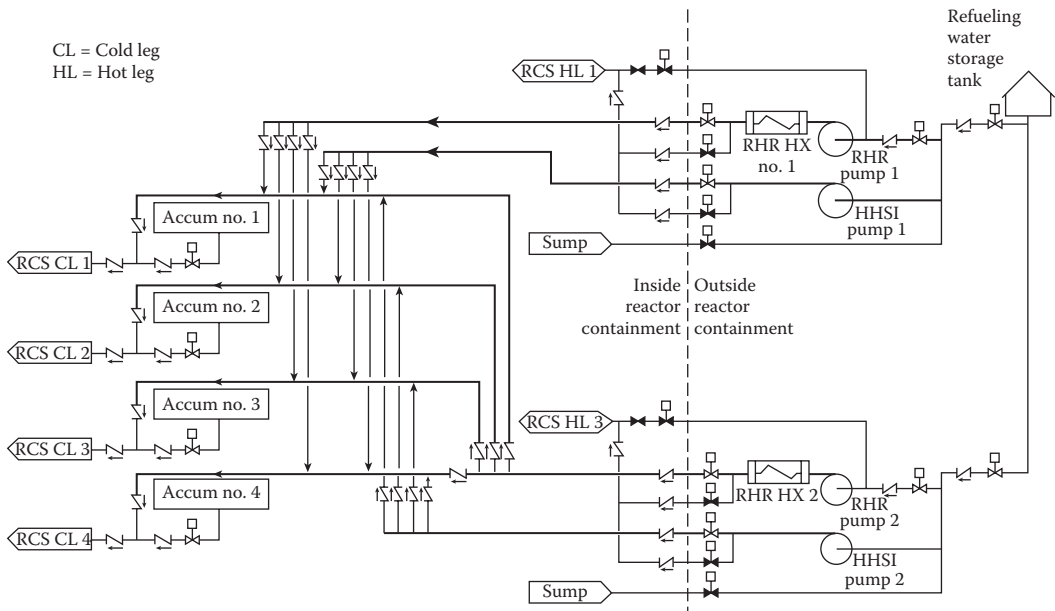 CL = Cold leg
HL = Hot leg
Refueling
water
storage
tank
RCS HL 1
RHR HX
no. 1
RHR
pump 1
HHSI
pump 1
Sump
Accum no. 1
RCS CL 1
Inside
reactor
containment
Outside
reactor
containment
Accum no. 2
RCS CL 2
Accum no. 3
RCS CL 3
RCS HL 3
RHR HX 2
RHR
pump 2
Accum no. 4
RCS CL 4
HHSI
pump 2
Sump